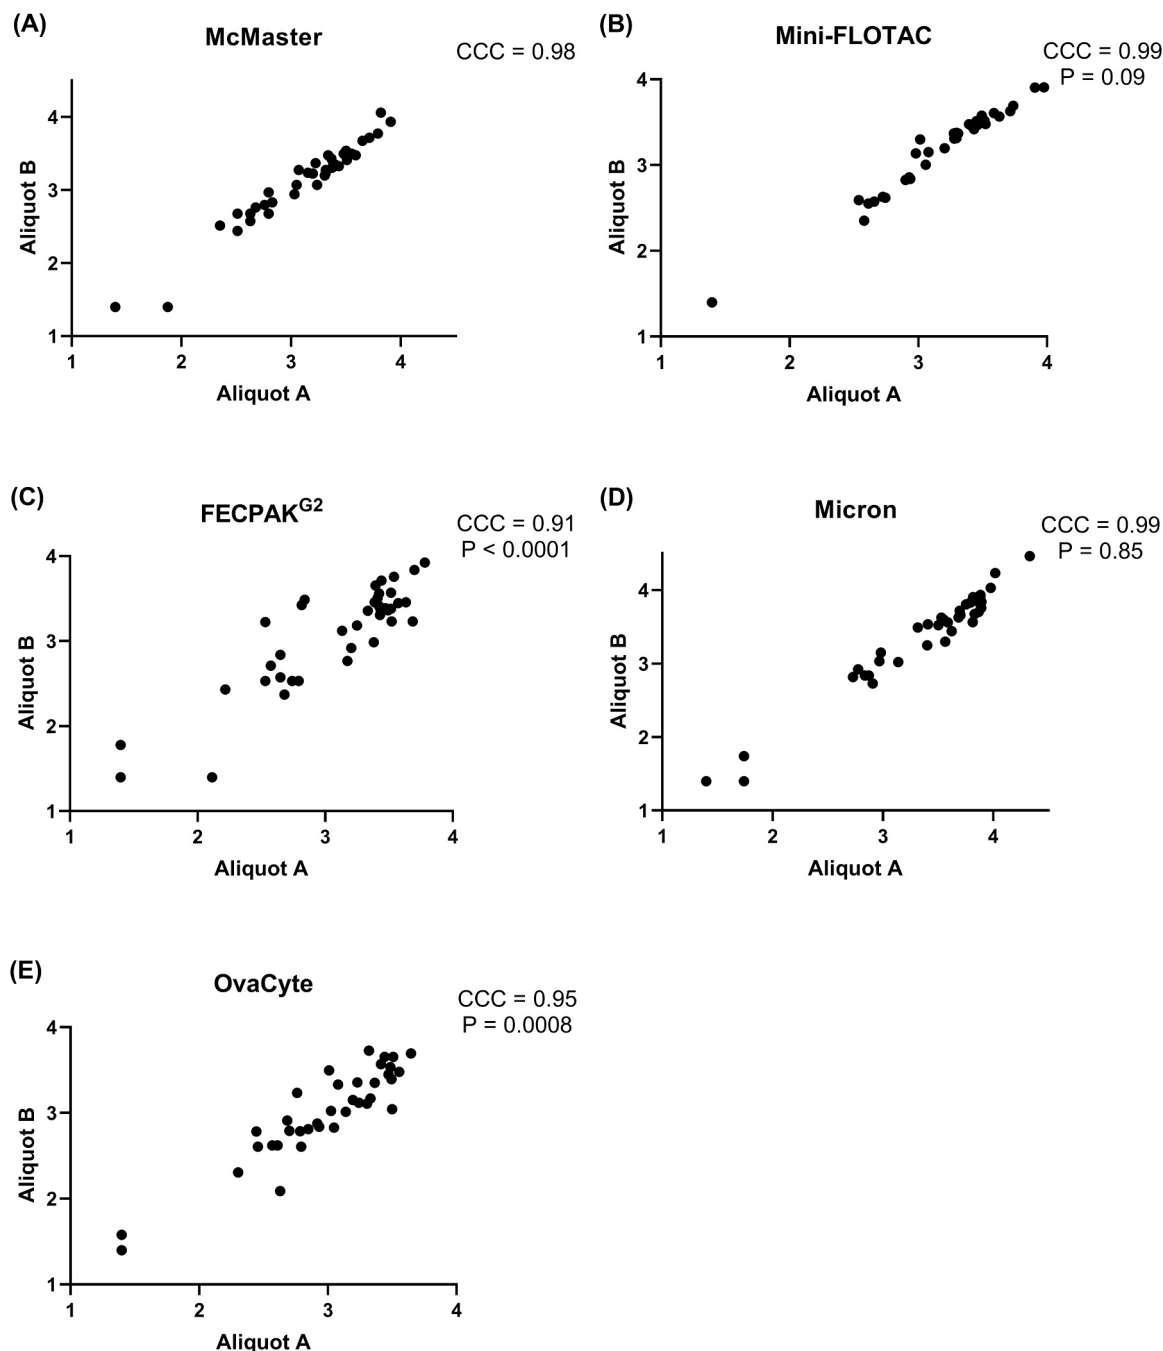 (A)
McMaster
CCC = 0.98
4
3
2
1
1 2 3 4
Aliquot B
Aliquot A
(B)
Mini-FLOTAC
CCC = 0.99
P = 0.09
4
3
2
1
1 2 3 4
Aliquot B
Aliquot A
(C)
FECPAKG2
CCC = 0.91
P < 0.0001
4
3
2
1
1 2 3 4
Aliquot B
Aliquot A
(D)
Micron
CCC = 0.99
P = 0.85
4
3
2
1
1 2 3 4
Aliquot B
Aliquot A
(E)
OvaCyte
CCC = 0.95
P = 0.0008
4
3
2
1
1 2 3 4
Aliquot B
Aliquot A